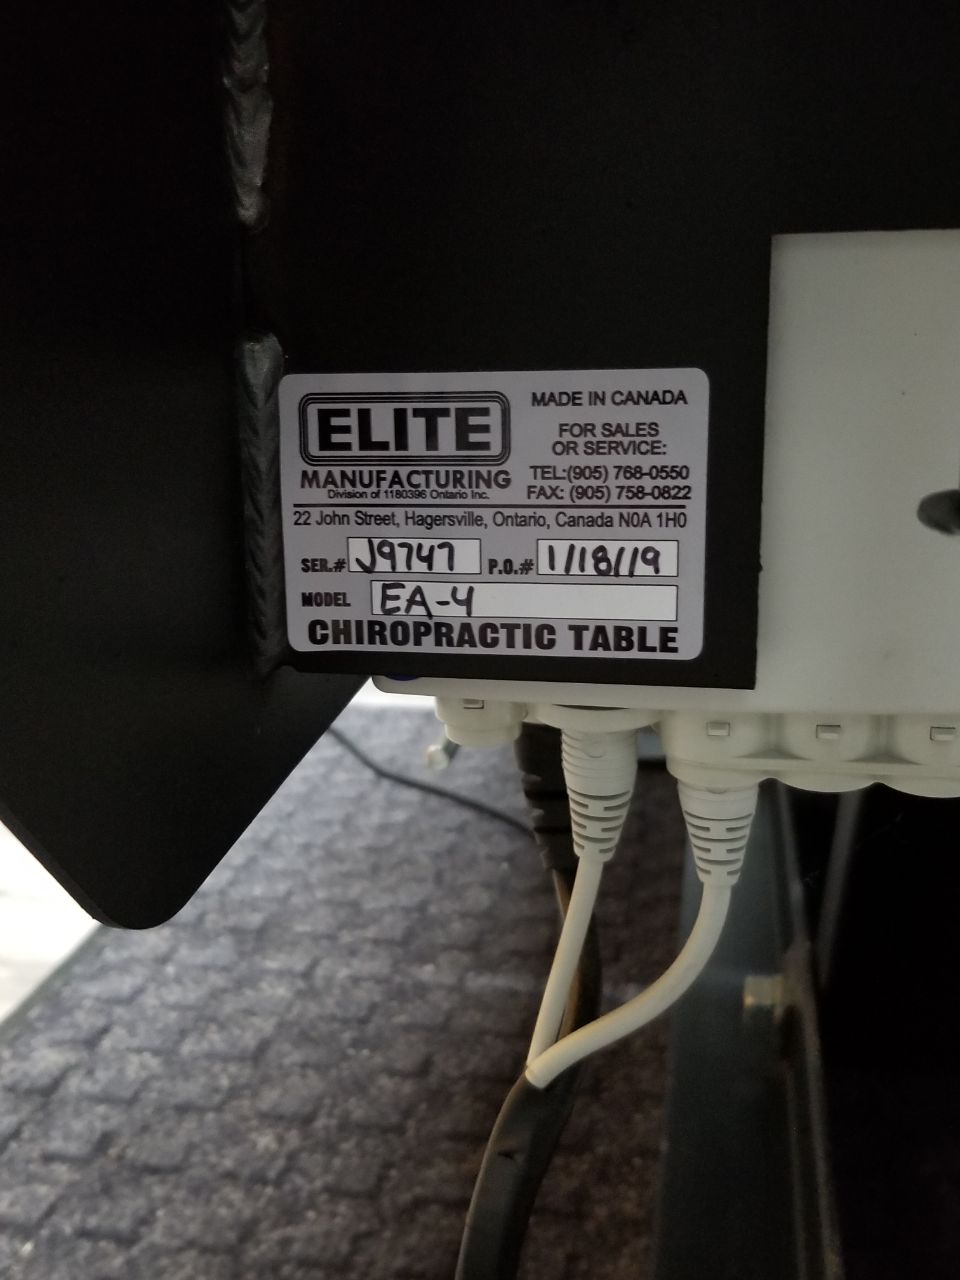 ELITE
MANUFACTURING
Division of 1180396 Ontario Inc.
MADE IN CANADA
FOR SALES
OR SERVICE:
TEL:(905) 768-0550
FAX: (905) 758-0822
22 John Street, Hagersville, Ontario, Canada N0A 1H0
SER.# J9747 P.O.# 1/18/19
MODEL EA-4
CHIROPRACTIC TABLE